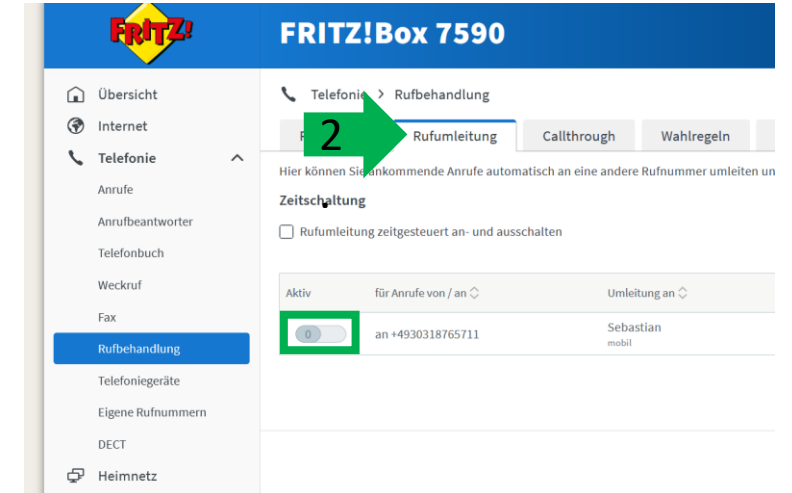 FRITZ!
FRITZ!Box 7590
Übersicht
Internet
Telefonie
Anrufe
Anrufbeantworter
Telefonbuch
Weckruf
Fax
Rufbehandlung
Telefoniegeräte
Eigene Rufnummern
DECT
Heimnetz
Telefonie > Rufbehandlung
2
Rufumleitung Callthrough Wahlregeln
Hier können Sie ankommende Anrufe automatisch an eine andere Rufnummer umleiten un
Zeitschaltung
Rufumleitung zeitgesteuert an- und ausschalten
Aktiv für Anrufe von / an Umleitung an
0 an +4930318765711 Sebastian
mobil